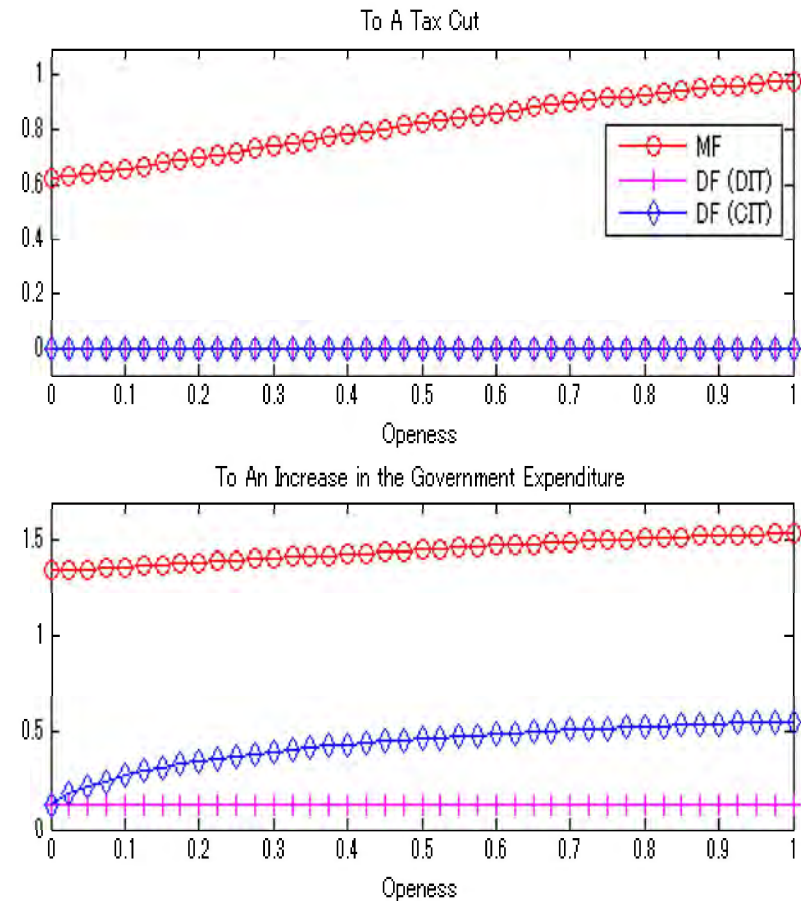 To A Tax Cut
1
0.8
0.6
0.4
0.2
0
MF
DF (DIT)
DF (CIT)
0 0.1 0.2 0.3 0.4 0.5 0.6 0.7 0.8 0.9 1
Openess
To An Increase in the Government Expenditure
1.5
1
0.5
0
0 0.1 0.2 0.3 0.4 0.5 0.6 0.7 0.8 0.9 1
Openess